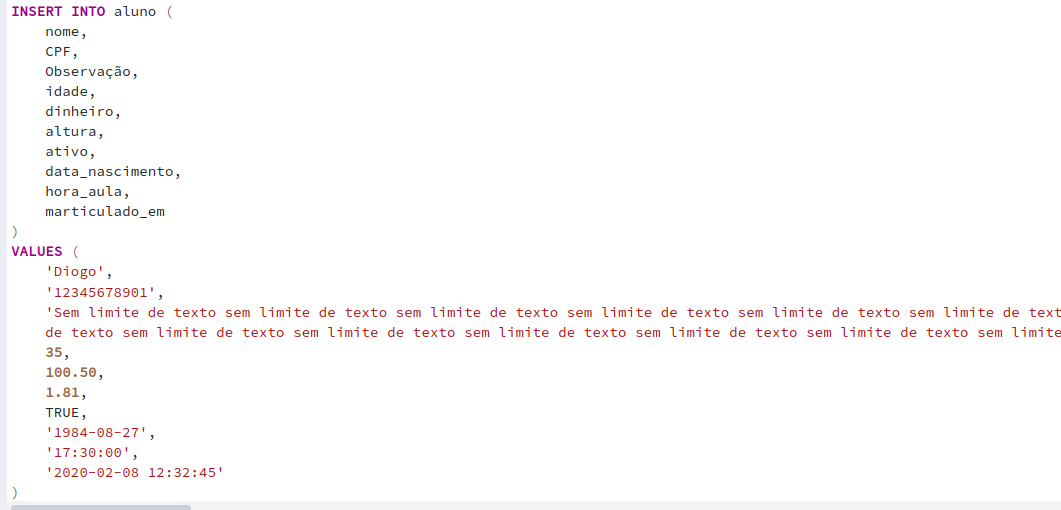 INSERT INTO aluno (
nome,
CPF,
Observação,
idade,
dinheiro,
altura,
ativo,
data_nascimento,
hora_aula,
marticulado_em
)
VALUES (
'Diogo',
'12345678901',
'Sem limite de texto sem limite de texto sem limite de texto sem limite de texto sem limite de texto sem limite de text
de texto sem limite de texto sem limite de texto sem limite de texto sem limite de texto sem limite de texto sem limite
35,
100.50,
1.81,
TRUE,
'1984-08-27',
'17:30:00',
'2020-02-08 12:32:45'
)